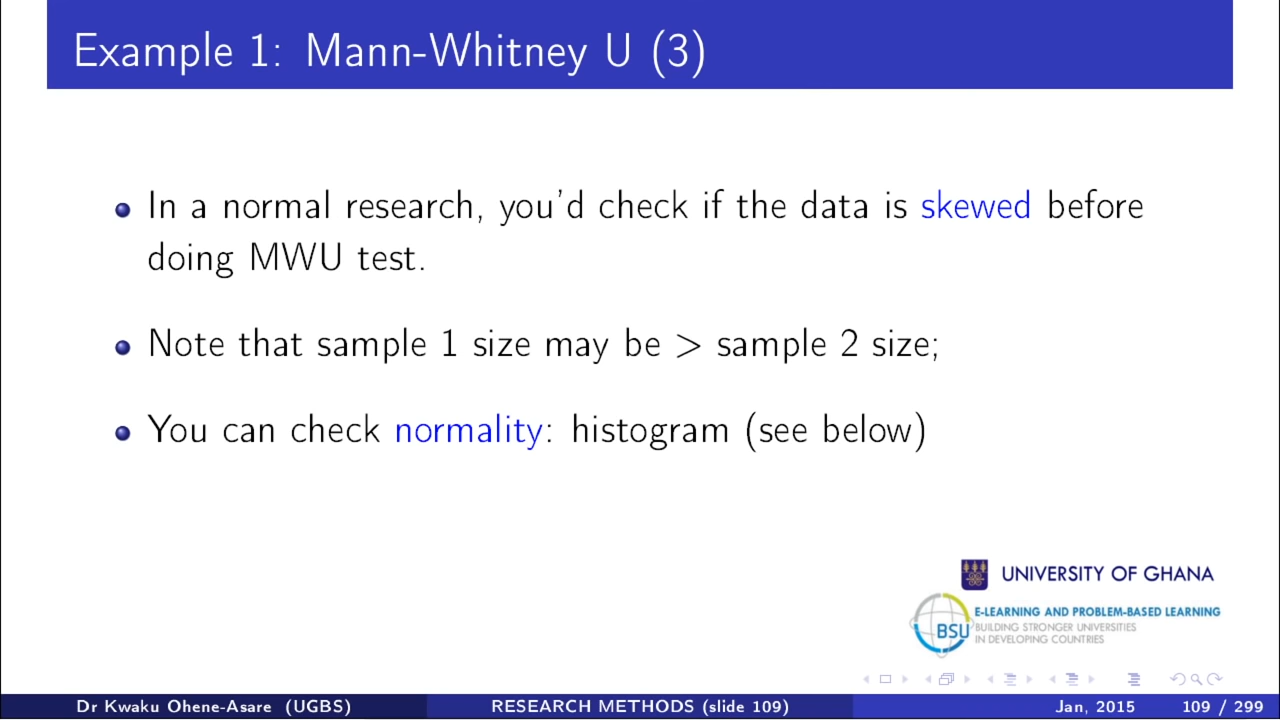 Example 1: Mann-Whitney U (3)
In a normal research, you'd check if the data is skewed before
doing MWU test.
Note that sample 1 size may be > sample 2 size;
You can check normality: histogram (see below)
UNIVERSITY OF GHANA
E-LEARNING AND PROBLEM-BASED LEARNING
BSU
BUILDING STRONGER UNIVERSITIES
IN DEVELOPING COUNTRIES
Dr Kwaku Ohene-Asare (UGBS) RESEARCH METHODS (slide 109) Jan, 2015 109 / 299